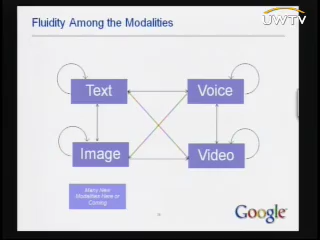 UWTV
Fluidity Among the Modalities
Text
Voice
Image
Video
Many New
Modalities Here or
Coming
Google